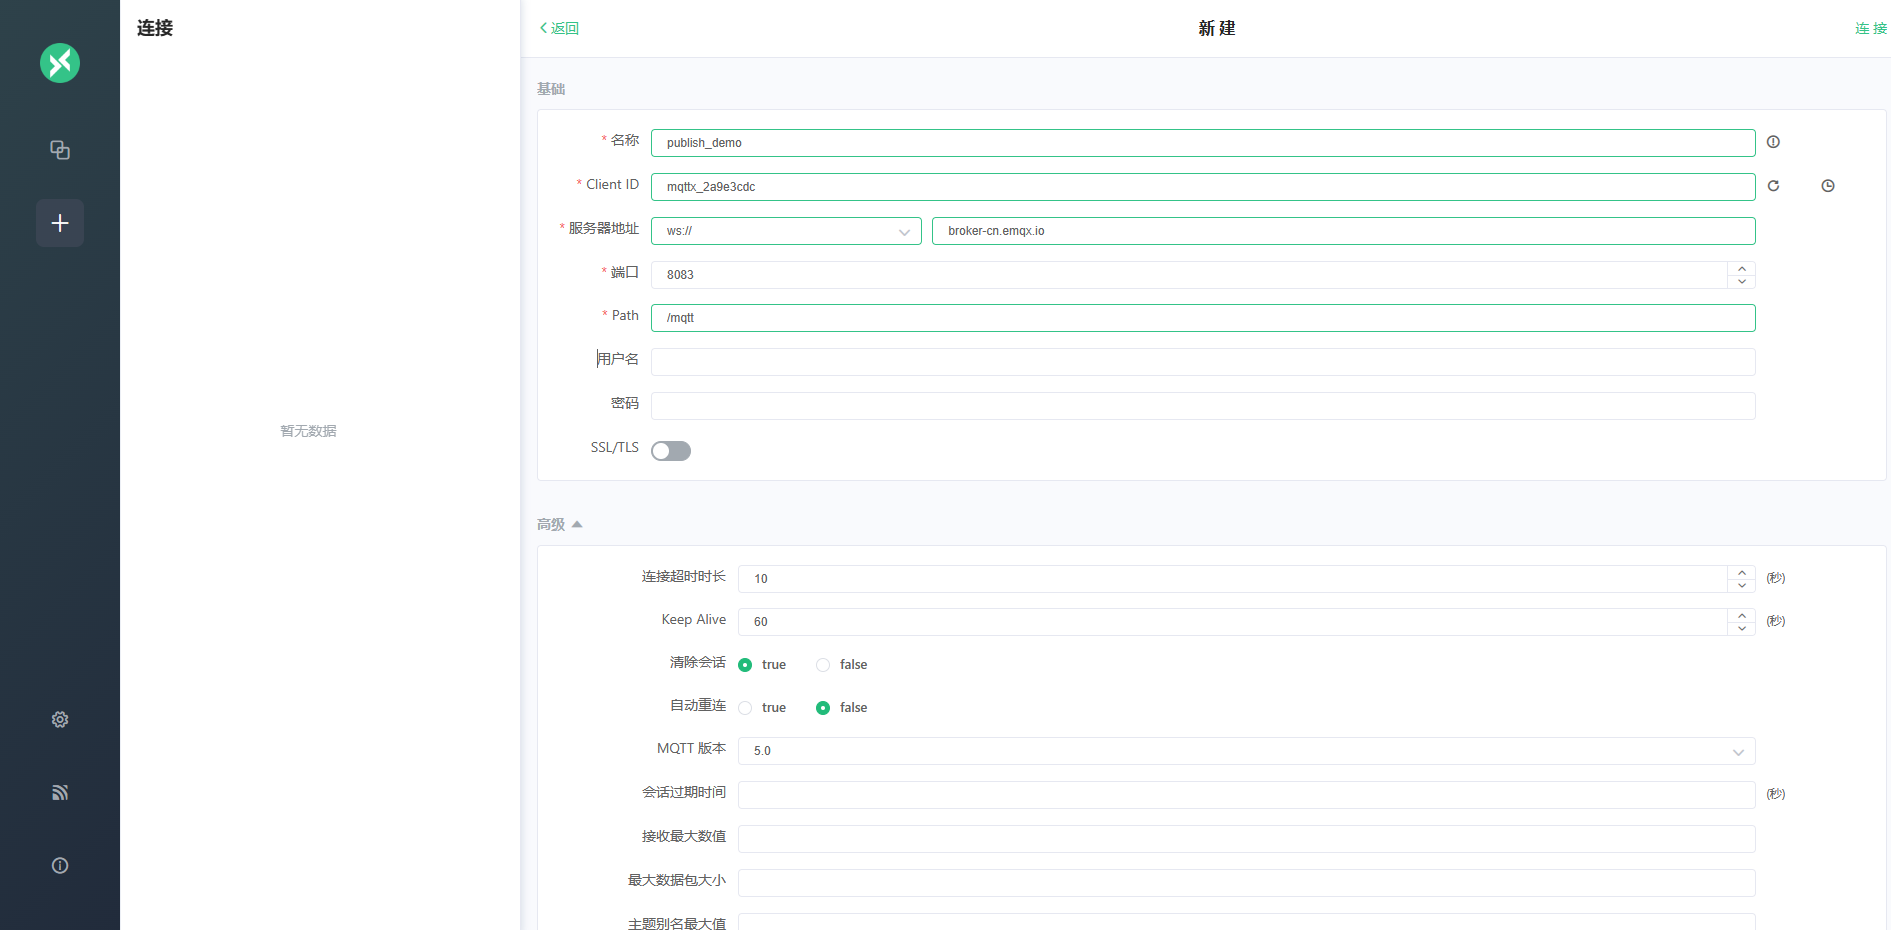 连接
返回
新 建
连 接
基础
* 名称 publish_demo
* Client ID mqttx_2a9e3cdc
* 服务器地址 ws:// broker-cn.emqx.io
* 端口 8083
* Path /mqtt
用户名
密码
SSL/TLS
暂无数据
高级
连接超时时长 10 (秒)
Keep Alive 60 (秒)
清除会话 true false
自动重连 true false
MQTT 版本 5.0
会话过期时间 (秒)
接收最大数值
最大数据包大小
主题别名最大值